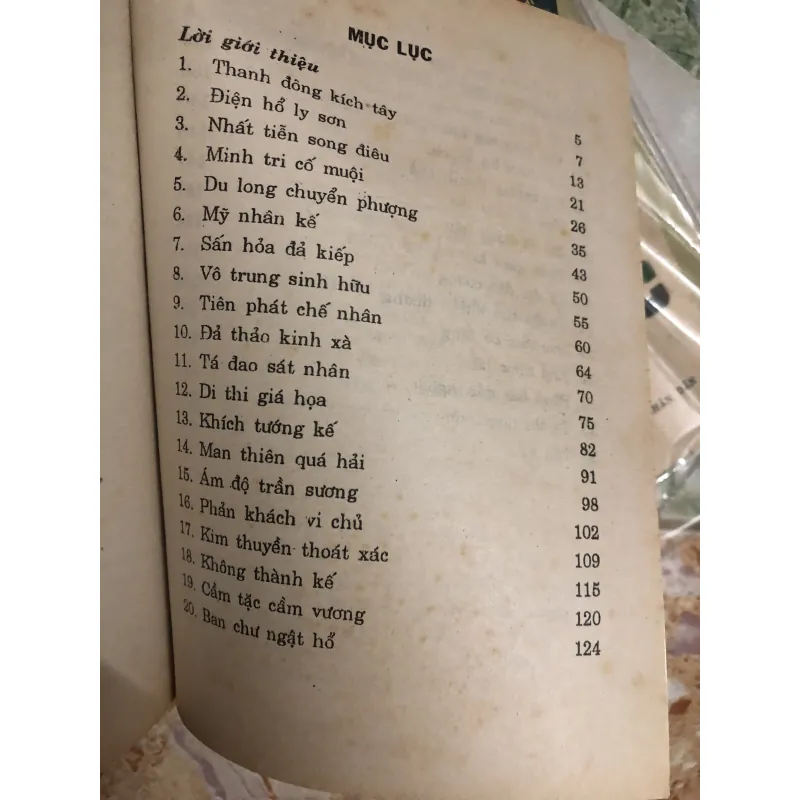 MỤC LỤC
Lời giới thiệu 5
1. Thanh đông kích tây 7
2. Điện hổ ly sơn 13
3. Nhất tiễn song điêu 21
4. Minh tri cố muội 26
5. Du long chuyển phượng 35
6. Mỹ nhân kế 43
7. Sấn hỏa đả kiếp 50
8. Vô trung sinh hữu 55
9. Tiên phát chế nhân 60
10. Đả thảo kinh xà 64
11. Tá đao sát nhân 70
12. Di thi giá họa 75
13. Khích tướng kế 82
14. Man thiên quá hải 91
15. Ám độ trần sương 98
16. Phản khách vi chủ 102
17. Kim thuyền thoát xác 109
18. Không thành kế 115
19. Cầm tặc cầm vương 120
20. Ban chư ngật hổ 124